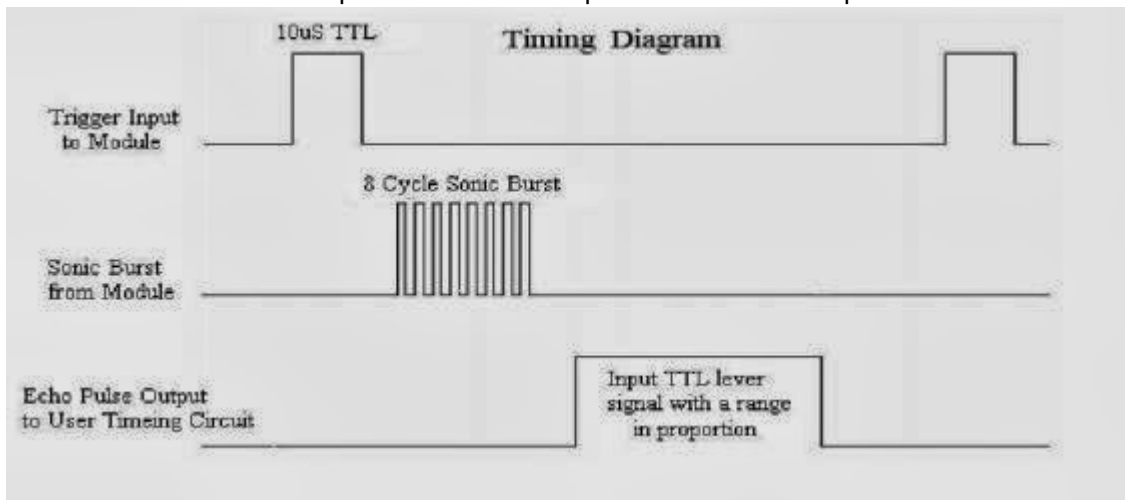 10uS TTL
Timing Diagram
Trigger Input
to Module
8 Cycle Sonic Burst
Sonic Burst
from Module
Echo Pulse Output
to User Timeing Circuit
Input TTL lever
signal with a range
in proportion